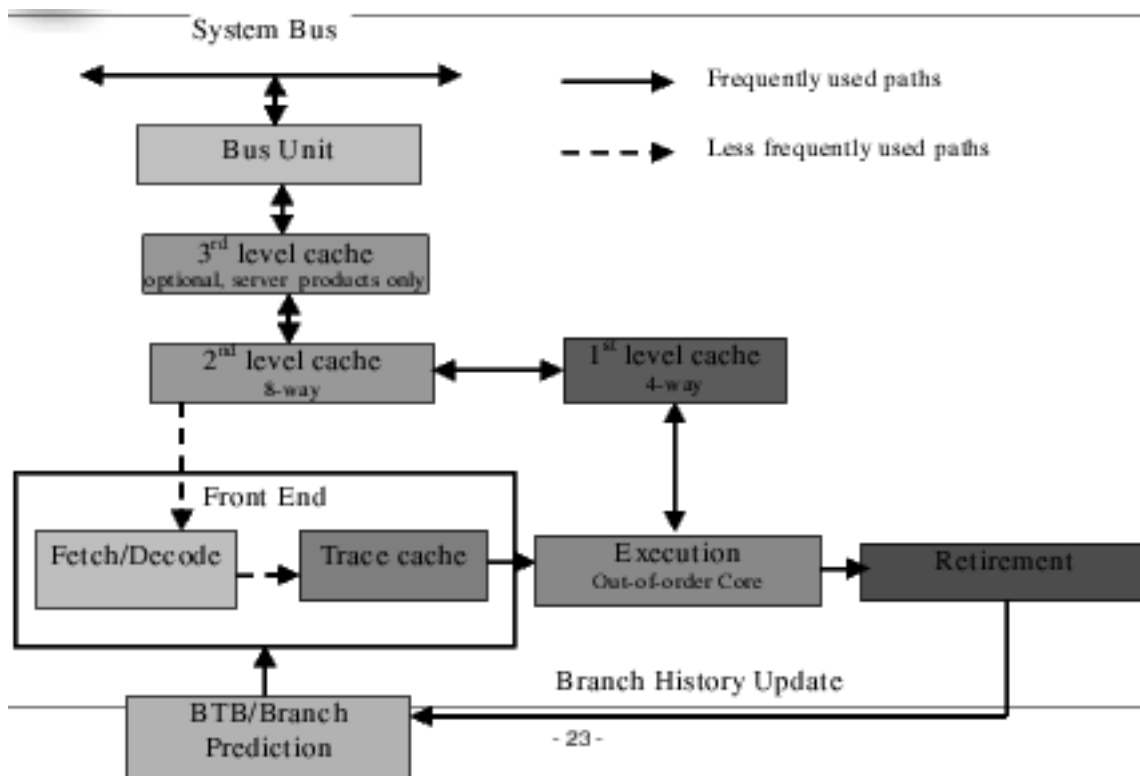 System Bus
Frequently used paths
Less frequently used paths
Bus Unit
3rd level cache
optional, server products only
2nd level cache
8-way
1st level cache
4-way
Front End
Fetch/Decode
Trace cache
Execution
Out-of-order Core
Retirement
Branch History Update
BTB/Branch
Prediction
- 23 -